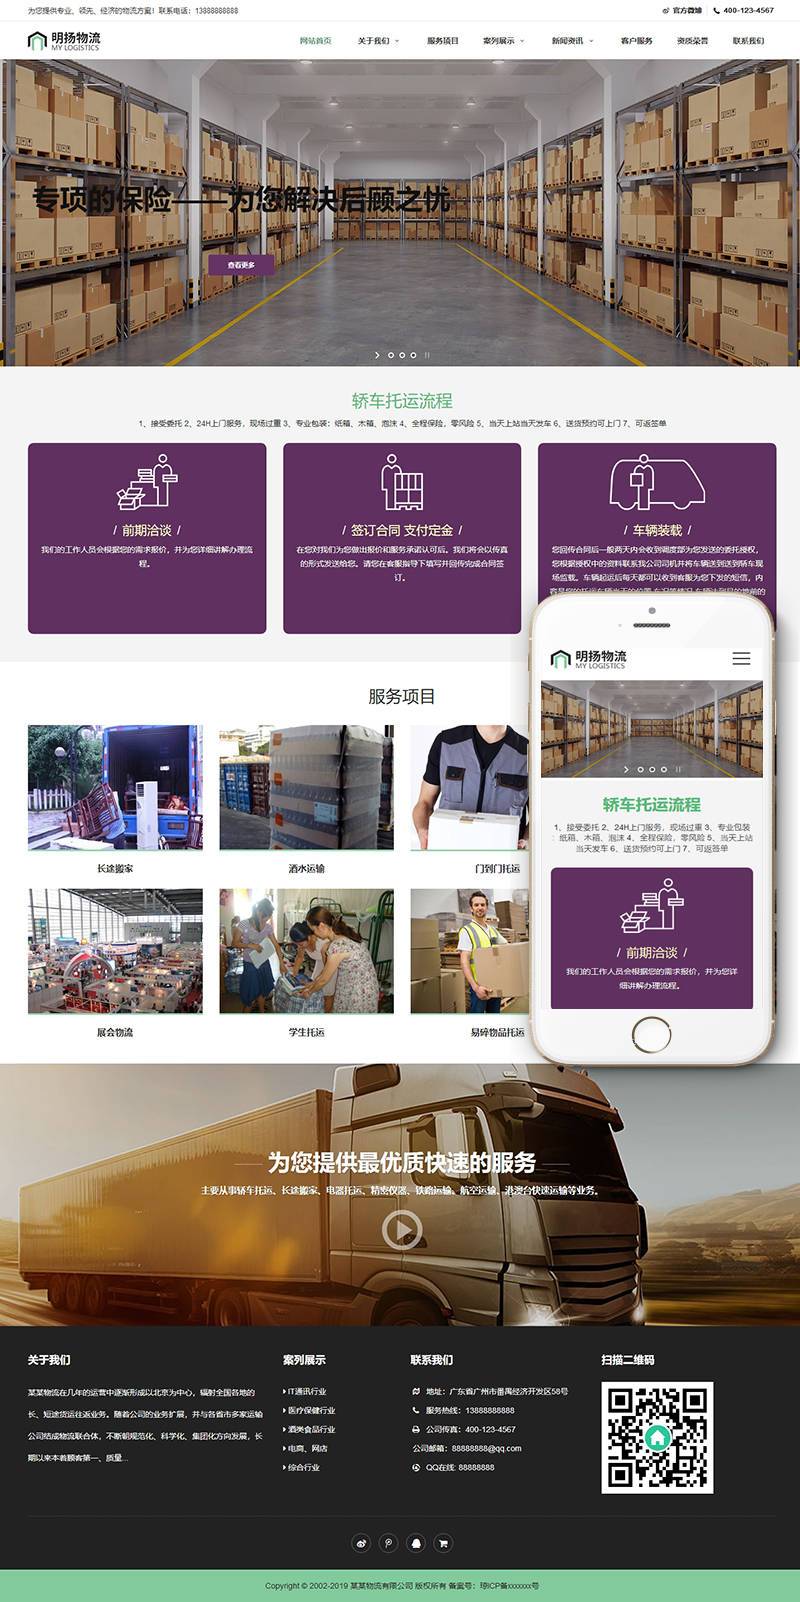 为您提供专业、领先、经济的物流方案！联系电话：13888888888
官方微博 400-123-4567
明扬物流
MY LOGISTICS
网站首页 关于我们 服务项目 案列展示 新闻资讯 客户服务 资质荣誉 联系我们
专项的保险——为您解决后顾之忧
查看更多
轿车托运流程
1、接受委托 2、24H上门服务，现场过重 3、专业包装：纸箱、木箱、泡沫 4、全程保险，零风险 5、当天上站当天发车 6、送货预约可上门 7、可返签单
/ 前期洽谈 /
我们的工作人员会根据您的需求报价，并为您详细讲解办理流
程。
/ 签订合同 支付定金 /
在您对我们为您做出报价和服务承诺认可后。我们将会以传真
的形式发送给您。请您在客服指导下填写并回传完成合同签
订。
/ 车辆装载 /
您回传合同后一般两天内会收到调度部为您发送的委托授权，
您根据授权中的资料联系我公司司机并将车辆送到送到轿车现
场监载。车辆起运后每天都可以收到客服为您下发的短信，内
服务项目
长途搬家
酒水运输
门到门托运
展会物流
学生托运
易碎物品托运
明扬物流
MY LOGISTICS
轿车托运流程
1、接受委托 2、24H上门服务，现场过重 3、专业包装
：纸箱、木箱、泡沫 4、全程保险，零风险 5、当天上站
当天发车 6、送货预约可上门 7、可返签单
/ 前期洽谈 /
我们的工作人员会根据您的需求报价，并为您详
细讲解办理流程。
为您提供最优质快速的服务
主要从事轿车托运、长途搬家、电器托运、精密仪器、铁路运输、航空运输、港澳台快速运输等业务。
关于我们
某某物流在几年的运营中逐渐形成以北京为中心，辐射全国各地的
长、短途货运往返业务。随着公司的业务扩展，并与各省市多家运输
公司结成物流联合体，不断朝规范化、科学化、集团化方向发展，长
期以来本着顾客第一、质量...
案列展示
IT通讯行业
医疗保健行业
酒类食品行业
电商、网店
综合行业
联系我们
地址：广东省广州市番禺经济开发区58号
服务热线：13888888888
公司传真：400-123-4567
公司邮箱：88888888@qq.com
QQ在线: 88888888
扫描二维码
Copyright © 2002-2019 某某物流有限公司 版权所有 备案号：琼ICP备xxxxxxx号